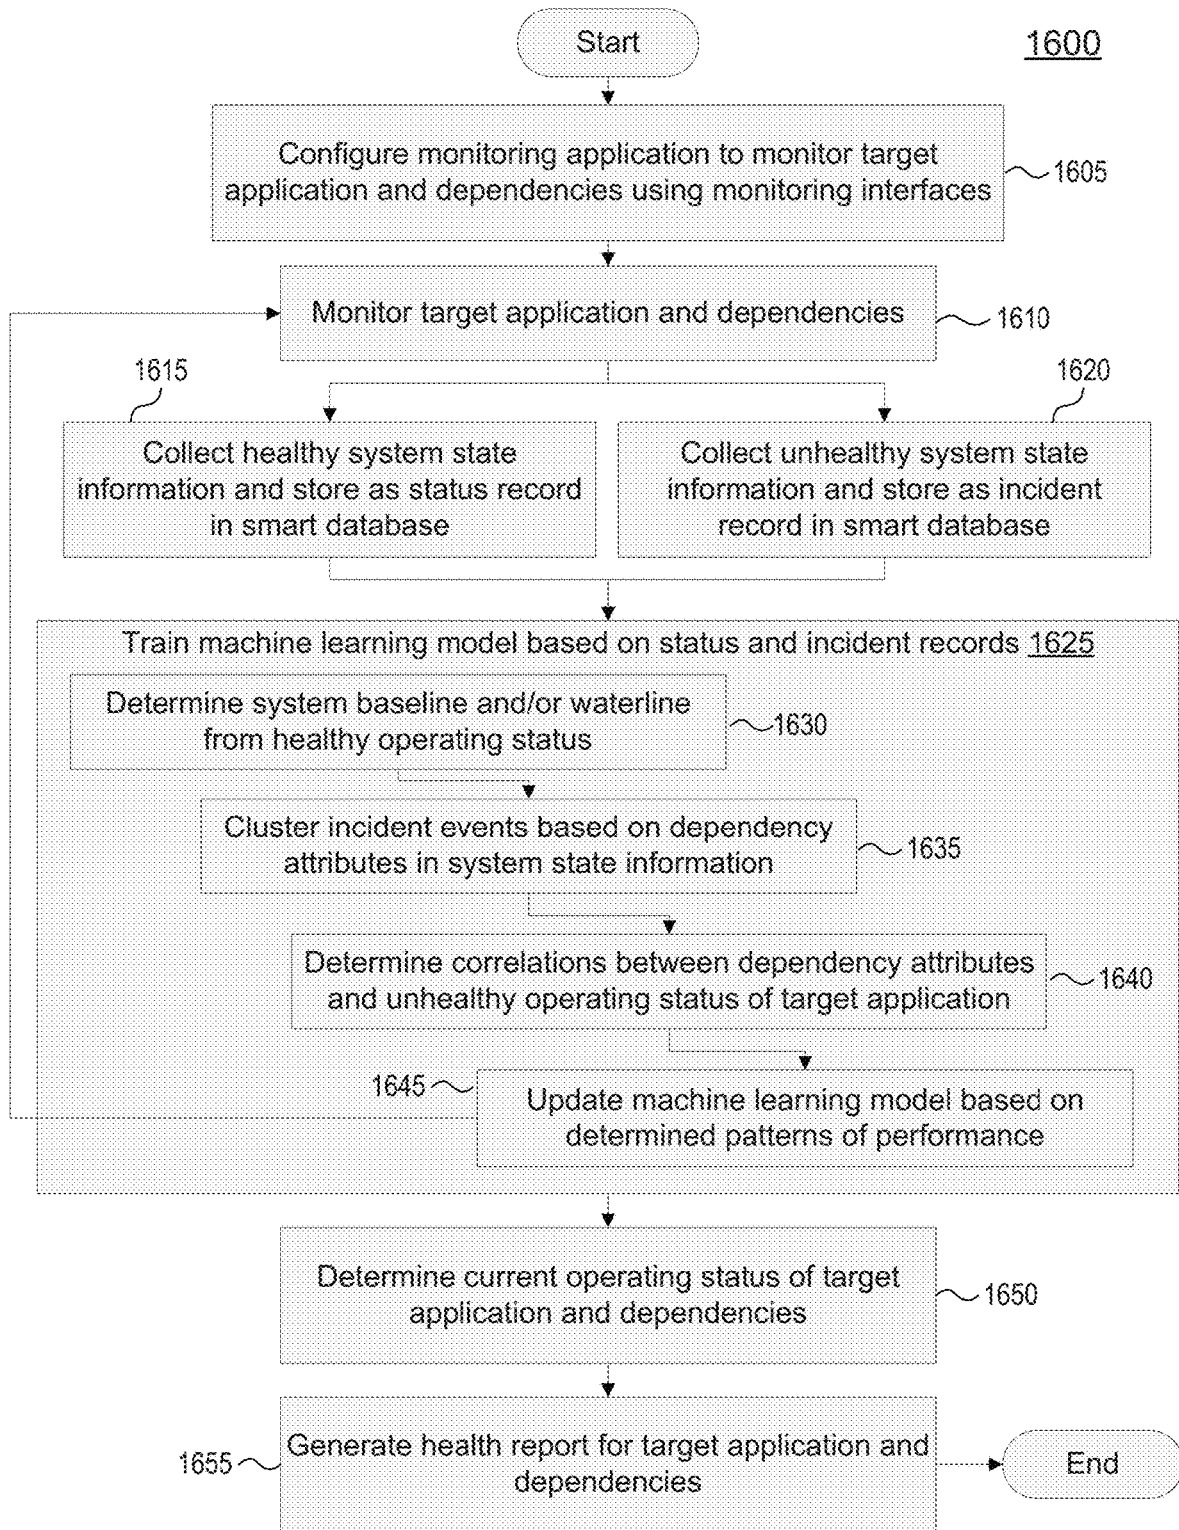 Start
1600
Configure monitoring application to monitor target
application and dependencies using monitoring interfaces
1605
Monitor target application and dependencies
1610
1615
1620
Collect healthy system state
information and store as status record
in smart database
Collect unhealthy system state
information and store as incident
record in smart database
Train machine learning model based on status and incident records 1625
Determine system baseline and/or waterline
from healthy operating status
1630
Cluster incident events based on dependency
attributes in system state information
1635
Determine correlations between dependency attributes
and unhealthy operating status of target application
1640
1645
Update machine learning model based on
determined patterns of performance
Determine current operating status of target
application and dependencies
1650
Generate health report for target application and
dependencies
1655
End